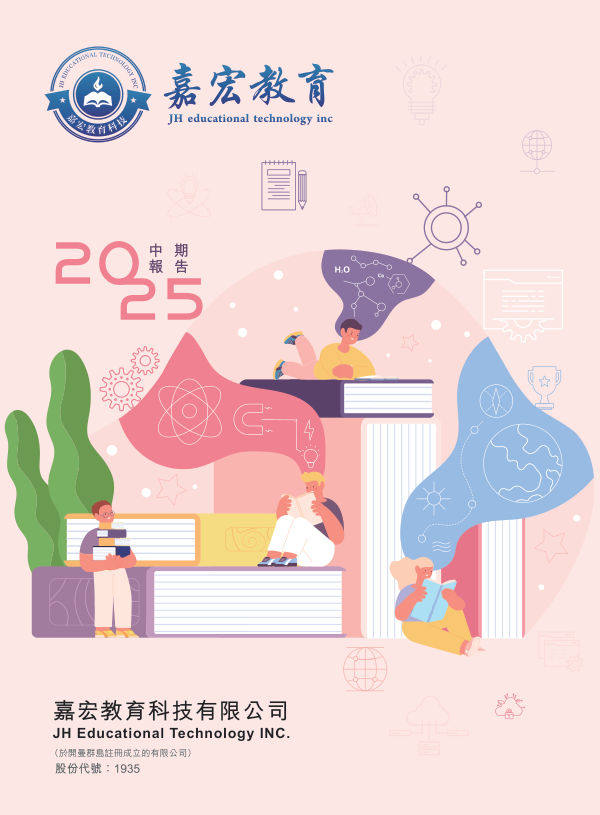 JH EDUCATIONAL TECHNOLOGY INC
嘉宏教育科技
嘉宏教育
JH educational technology inc
2025
中期
報告
H₂O
嘉宏教育科技有限公司
JH Educational Technology INC.
（於開曼群島註冊成立的有限公司）
股份代號：1935